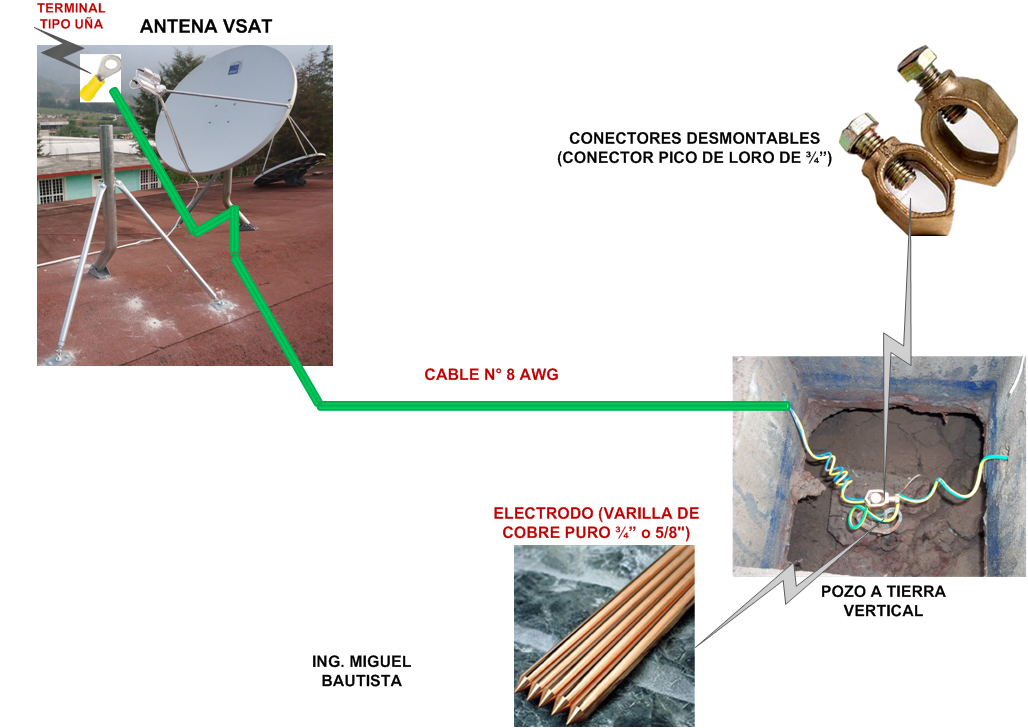 TERMINAL
TIPO UÑA
ANTENA VSAT
CONECTORES DESMONTABLES
(CONECTOR PICO DE LORO DE ¾”)
CABLE N° 8 AWG
ELECTRODO (VARILLA DE
COBRE PURO ¾” o 5/8")
POZO A TIERRA
VERTICAL
ING. MIGUEL
BAUTISTA